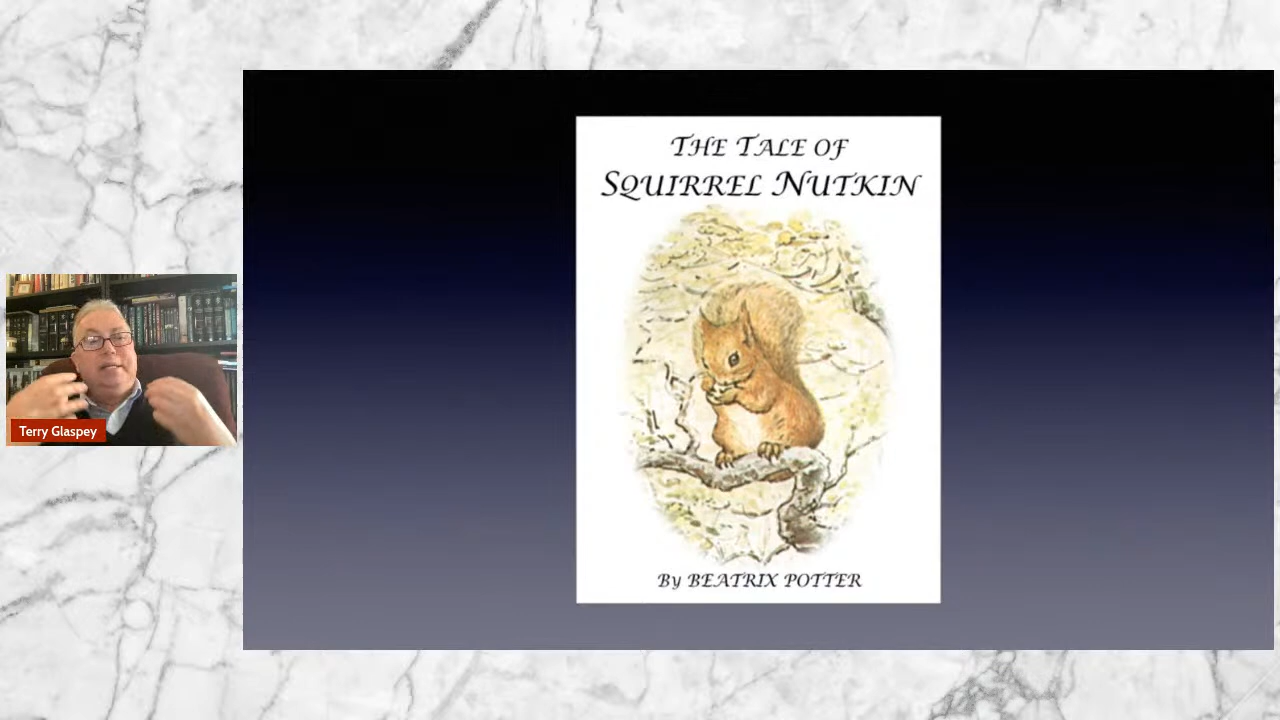 THE TALE OF
SQUIRREL NUTKIN
By BEATRIX POTTER
Terry Glaspey